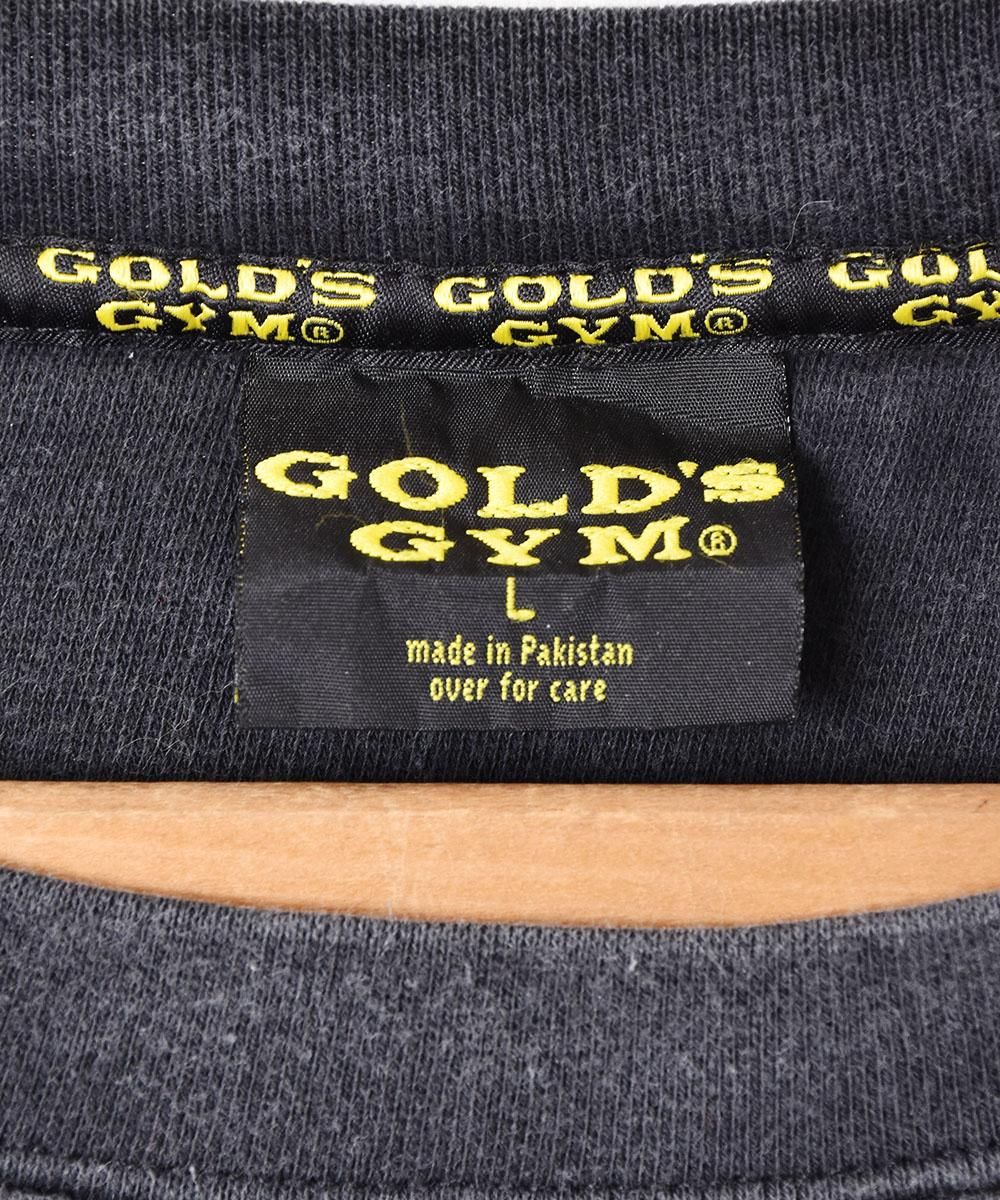 GOLD'S GOLD'S GOL
GYM® GYM® GY
GOLD'S
GYM®
L
made in Pakistan
over for care